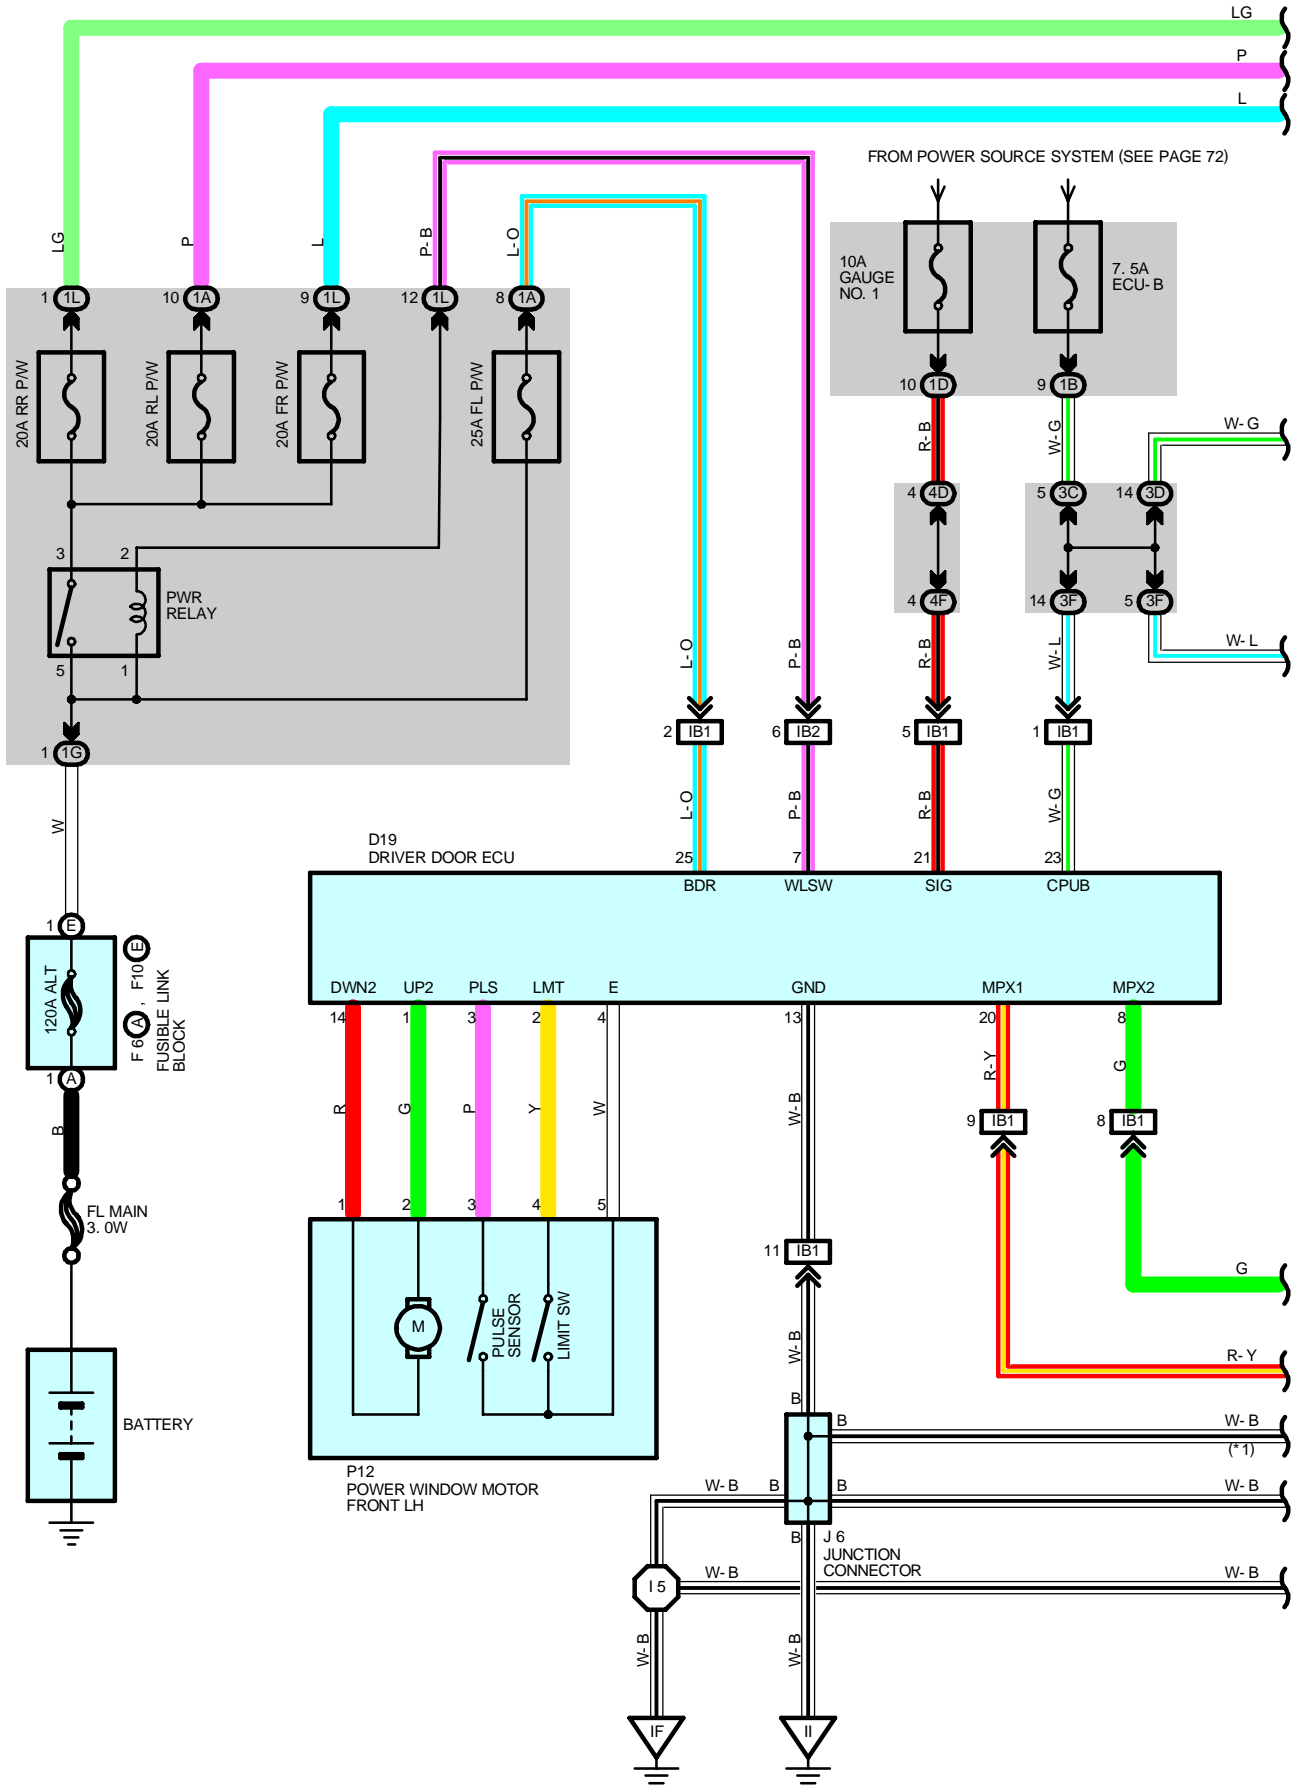 LG
P
L
FROM POWER SOURCE SYSTEM (SEE PAGE 72)
LG
P
L
P-B
L-O
10A
GAUGE
NO. 1
7. 5A
ECU-B
1 1L
10 1A
9 1L
12 1L
8 1A
20A RR P/W
20A RL P/W
20A FR P/W
25A FL P/W
10 1D
9 1B
R-B
W-G
W-G
4 4D
5 3C
14 3D
3
2
PWR
RELAY
5
1
4 4F
14 3F
5 3F
L-O
P-B
R-B
W-L
W-L
2 IB1
6 IB2
5 IB1
1 IB1
1 1G
W
L-O
P-B
R-B
W-G
D19
DRIVER DOOR ECU
25
7
21
23
BDR
WLSW
SIG
CPUB
1 E
120A ALT
F 6 A , F10 E
FUSIBLE LINK
BLOCK
DWN2
UP2
PLS
LMT
E
GND
MPX1
MPX2
14
1
3
2
4
13
20
8
1 A
B
R
G
P
Y
W
W-B
R-Y
G
9 IB1
8 IB1
FL MAIN
3. 0W
1
2
3
4
5
11 IB1
G
M
PULSE
SENSOR
LIMIT SW
W-B
R-Y
B
BATTERY
B
W-B
(*1)
P12
POWER WINDOW MOTOR
FRONT LH
W-B
B
B
W-B
B
J 6
JUNCTION
CONNECTOR
I 5
W-B
W-B
W-B
W-B
IF
II